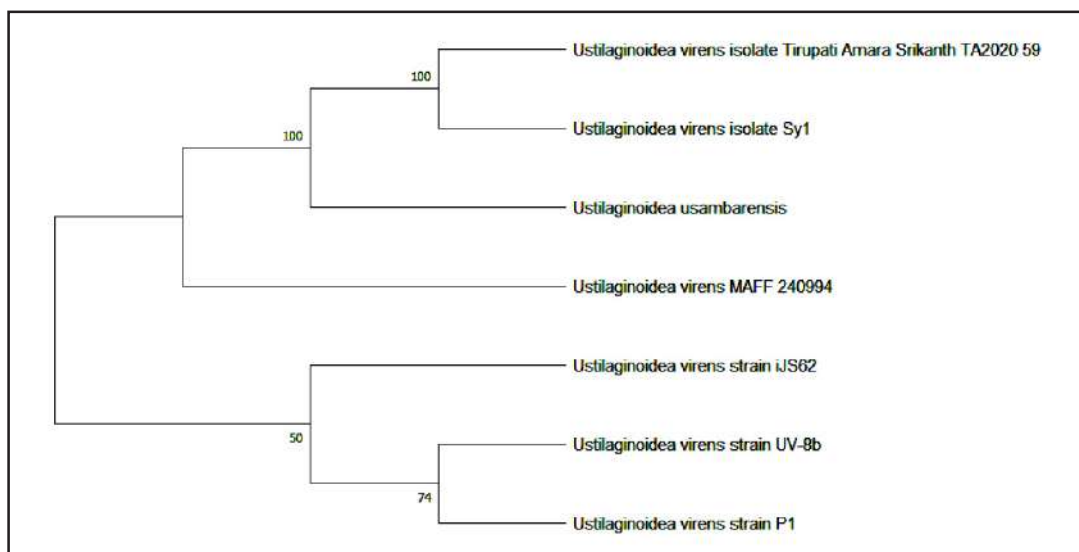 Ustilaginoidea virens isolate Tirupati Amara Srikanth TA2020 59
100
Ustilaginoidea virens isolate Sy1
100
Ustilaginoidea usambarensis
Ustilaginoidea virens MAFF 240994
Ustilaginoidea virens strain iJS62
50
Ustilaginoidea virens strain UV-8b
74
Ustilaginoidea virens strain P1